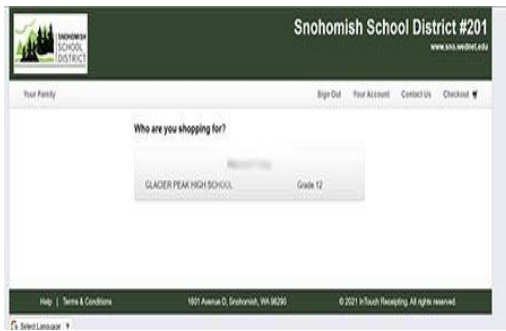 Snohomish School District #201
www.sno.wednet.edu
SNOHOMISH
SCHOOL
DISTRICT
Your Family
Sign Out Your Account Contact Us Checkout
Who are you shopping for?
GLACIER PEAK HIGH SCHOOL Grade 12
Help | Terms & Conditions 1601 Avenue D, Snohomish, WA 98290 © 2021 InTouch Receipting. All rights reserved.
Select Language